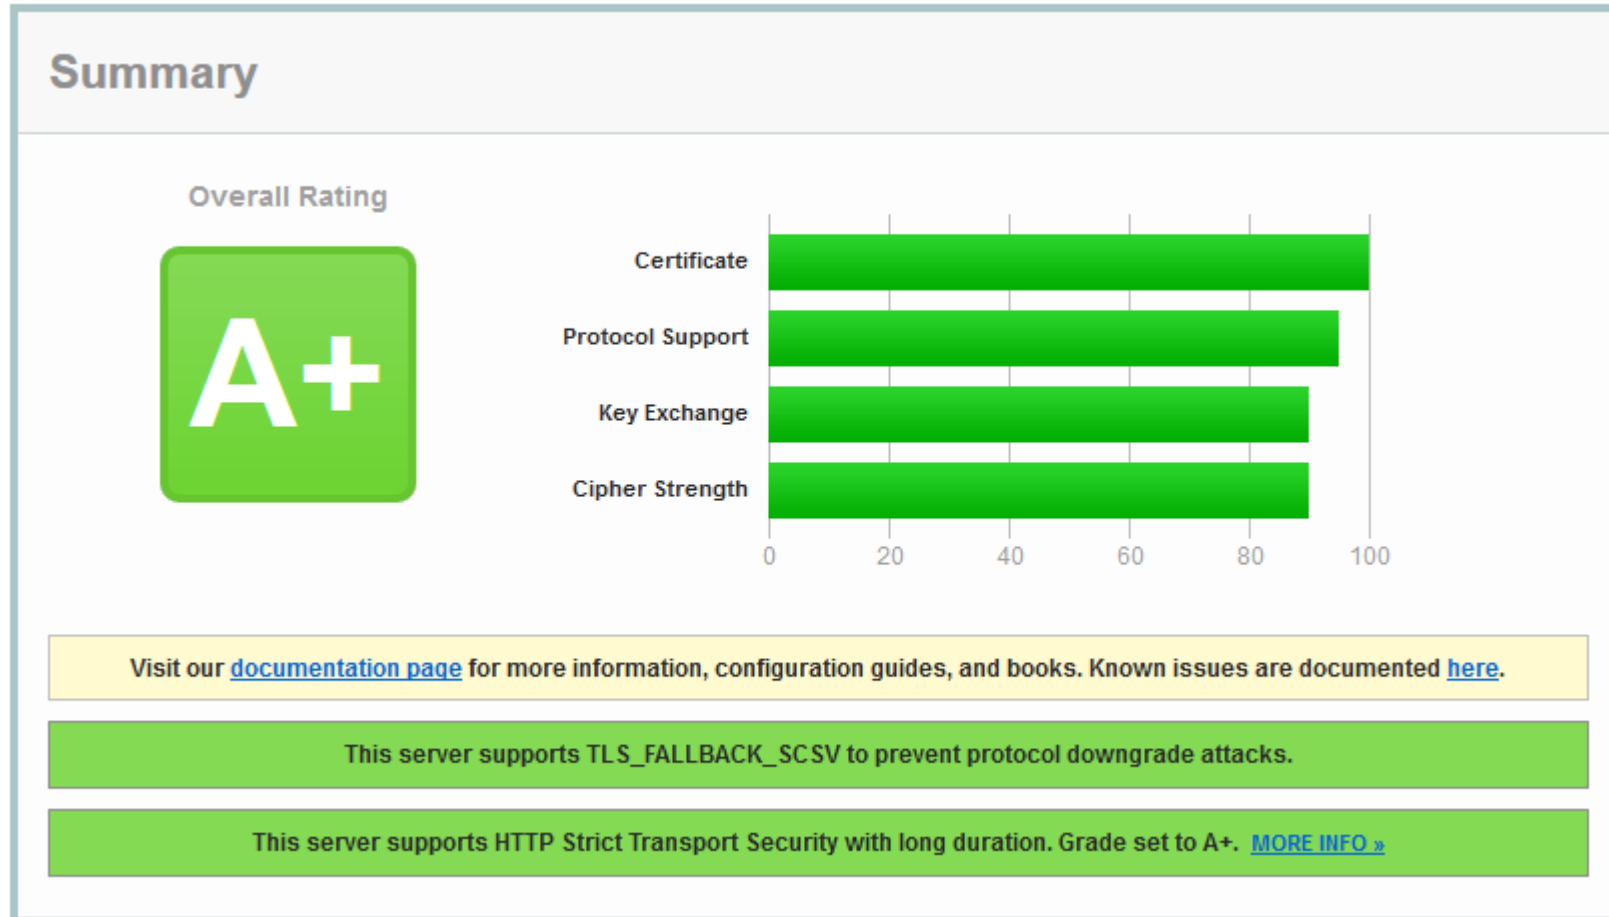 Summary
Overall Rating
A+
Certificate
Protocol Support
Key Exchange
Cipher Strength
0 20 40 60 80 100
Visit our documentation page for more information, configuration guides, and books. Known issues are documented here.
This server supports TLS_FALLBACK_SCSV to prevent protocol downgrade attacks.
This server supports HTTP Strict Transport Security with long duration. Grade set to A+. MORE INFO »